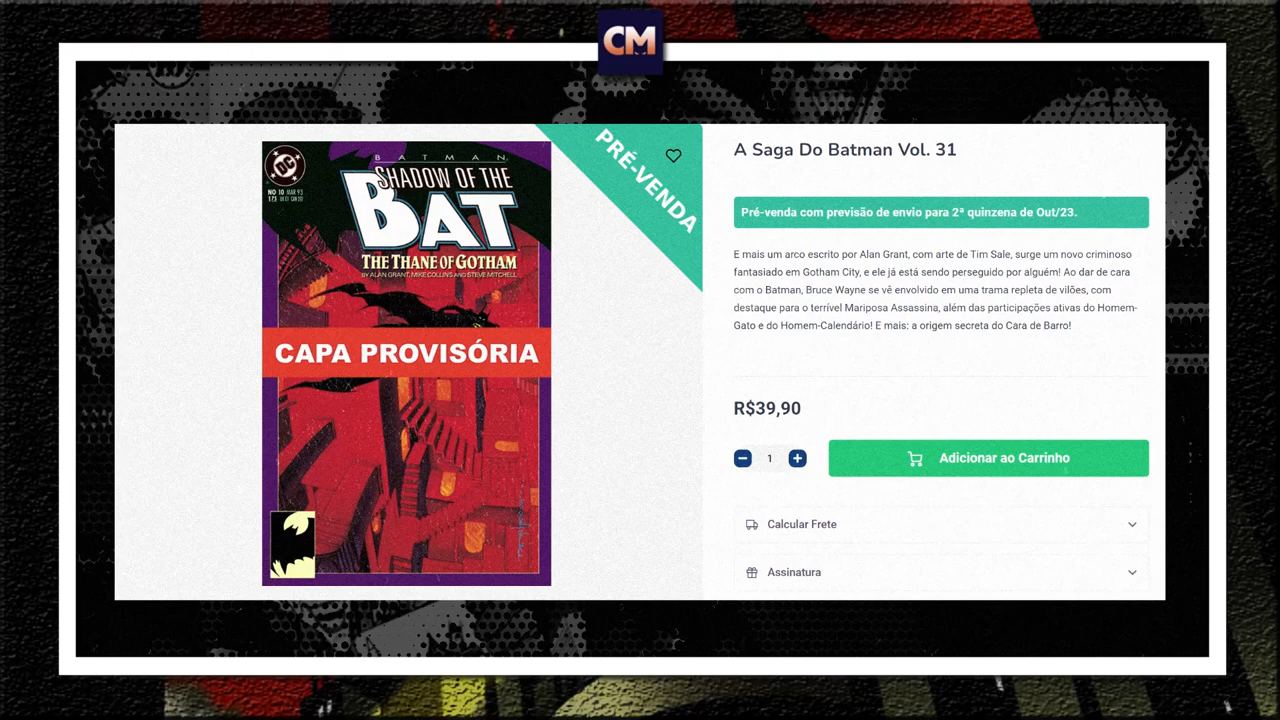 CM
A Saga Do Batman Vol. 31
PRÉ-VENDA
Pré-venda com previsão de envio para 2ª quinzena de Out/23.
E mais um arco escrito por Alan Grant, com arte de Tim Sale, surge um novo criminoso
fantasiado em Gotham City, e ele já está sendo perseguido por alguém! Ao dar de cara
com o Batman, Bruce Wayne se vê envolvido em uma trama repleta de vilões, com
destaque para o terrível Mariposa Assassina, além das participações ativas do Homem-
Gato e do Homem-Calendário! E mais: a origem secreta do Cara de Barro!
R$39,90
1
Adicionar ao Carrinho
Calcular Frete
Assinatura
DC
NO 10 MAR 93
BATMAN
SHADOW OF THE
BAT
THE THANE OF GOTHAM
BY ALAN GRANT, MIKE COLLINS AND STEVE MITCHELL
CAPA PROVISÓRIA